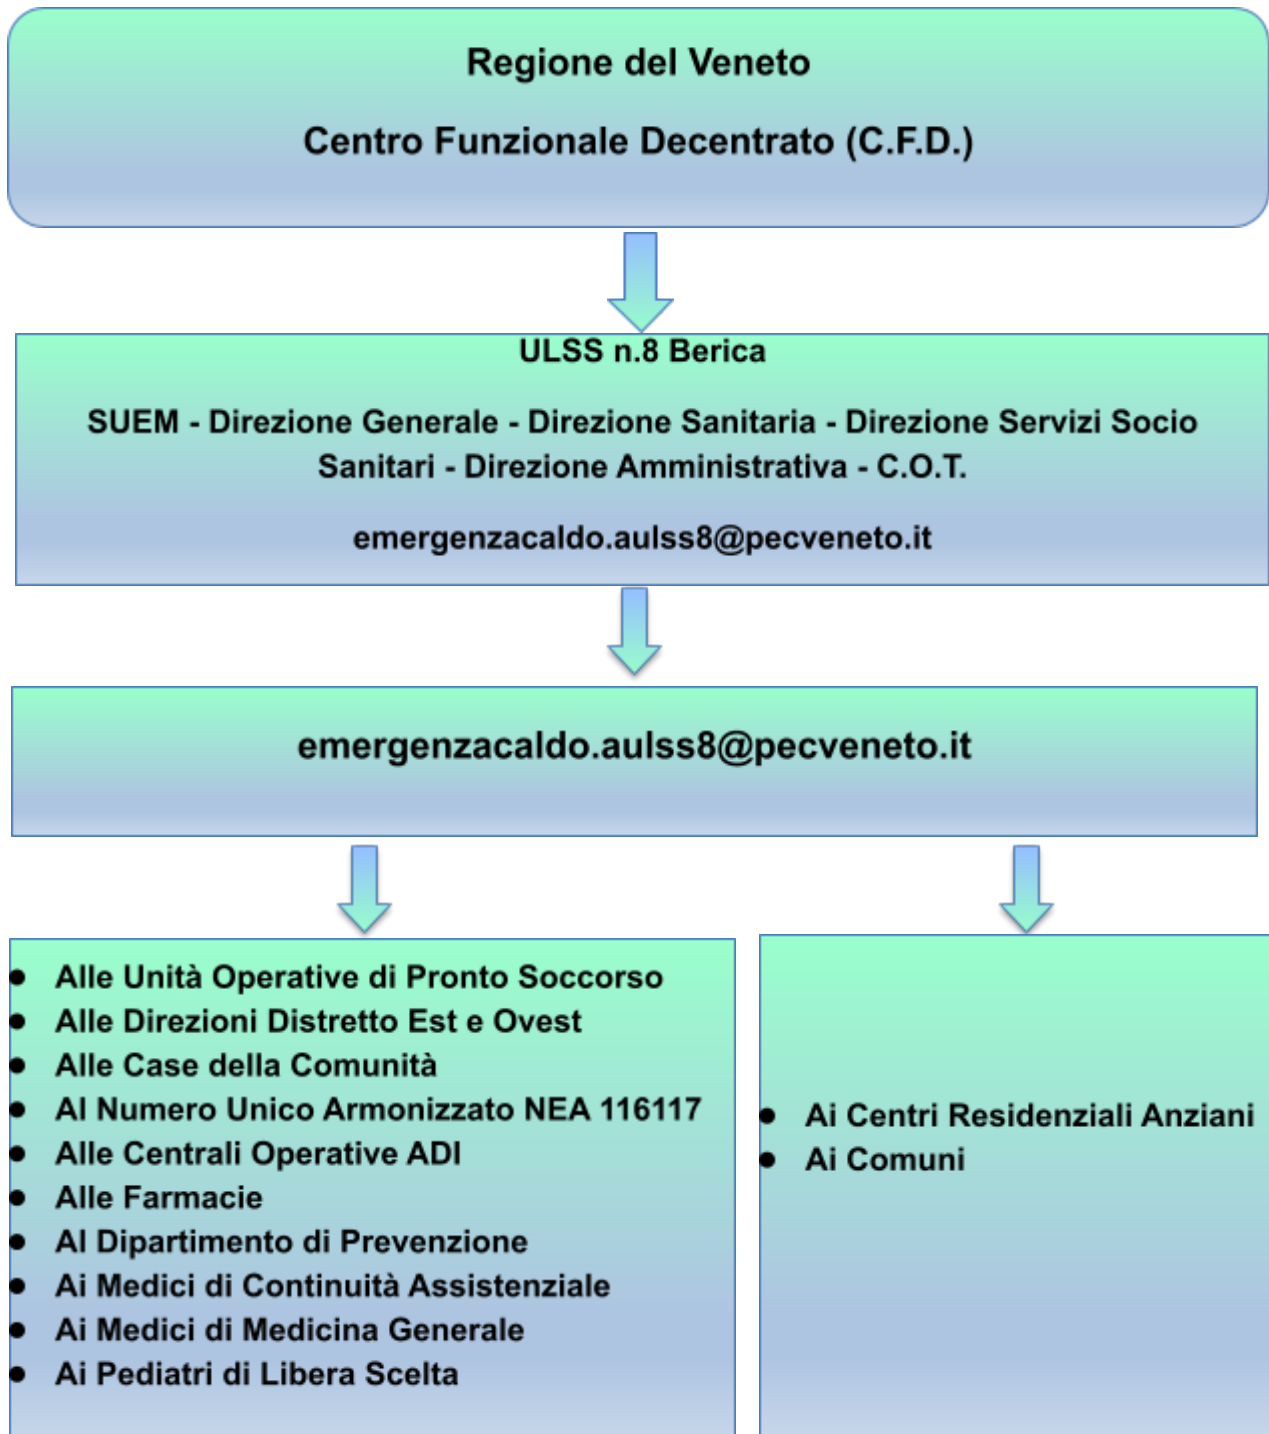 Regione del Veneto
Centro Funzionale Decentrato (C.F.D.)
ULSS n.8 Berica
SUEM - Direzione Generale - Direzione Sanitaria - Direzione Servizi Socio
Sanitari - Direzione Amministrativa - C.O.T.
emergenzacaldo.aulss8@pecveneto.it
emergenzacaldo.aulss8@pecveneto.it
● Alle Unità Operative di Pronto Soccorso
● Alle Direzioni Distretto Est e Ovest
● Alle Case della Comunità
● Al Numero Unico Armonizzato NEA 116117
● Alle Centrali Operative ADI
● Alle Farmacie
● Al Dipartimento di Prevenzione
● Ai Medici di Continuità Assistenziale
● Ai Medici di Medicina Generale
● Ai Pediatri di Libera Scelta
● Ai Centri Residenziali Anziani
● Ai Comuni